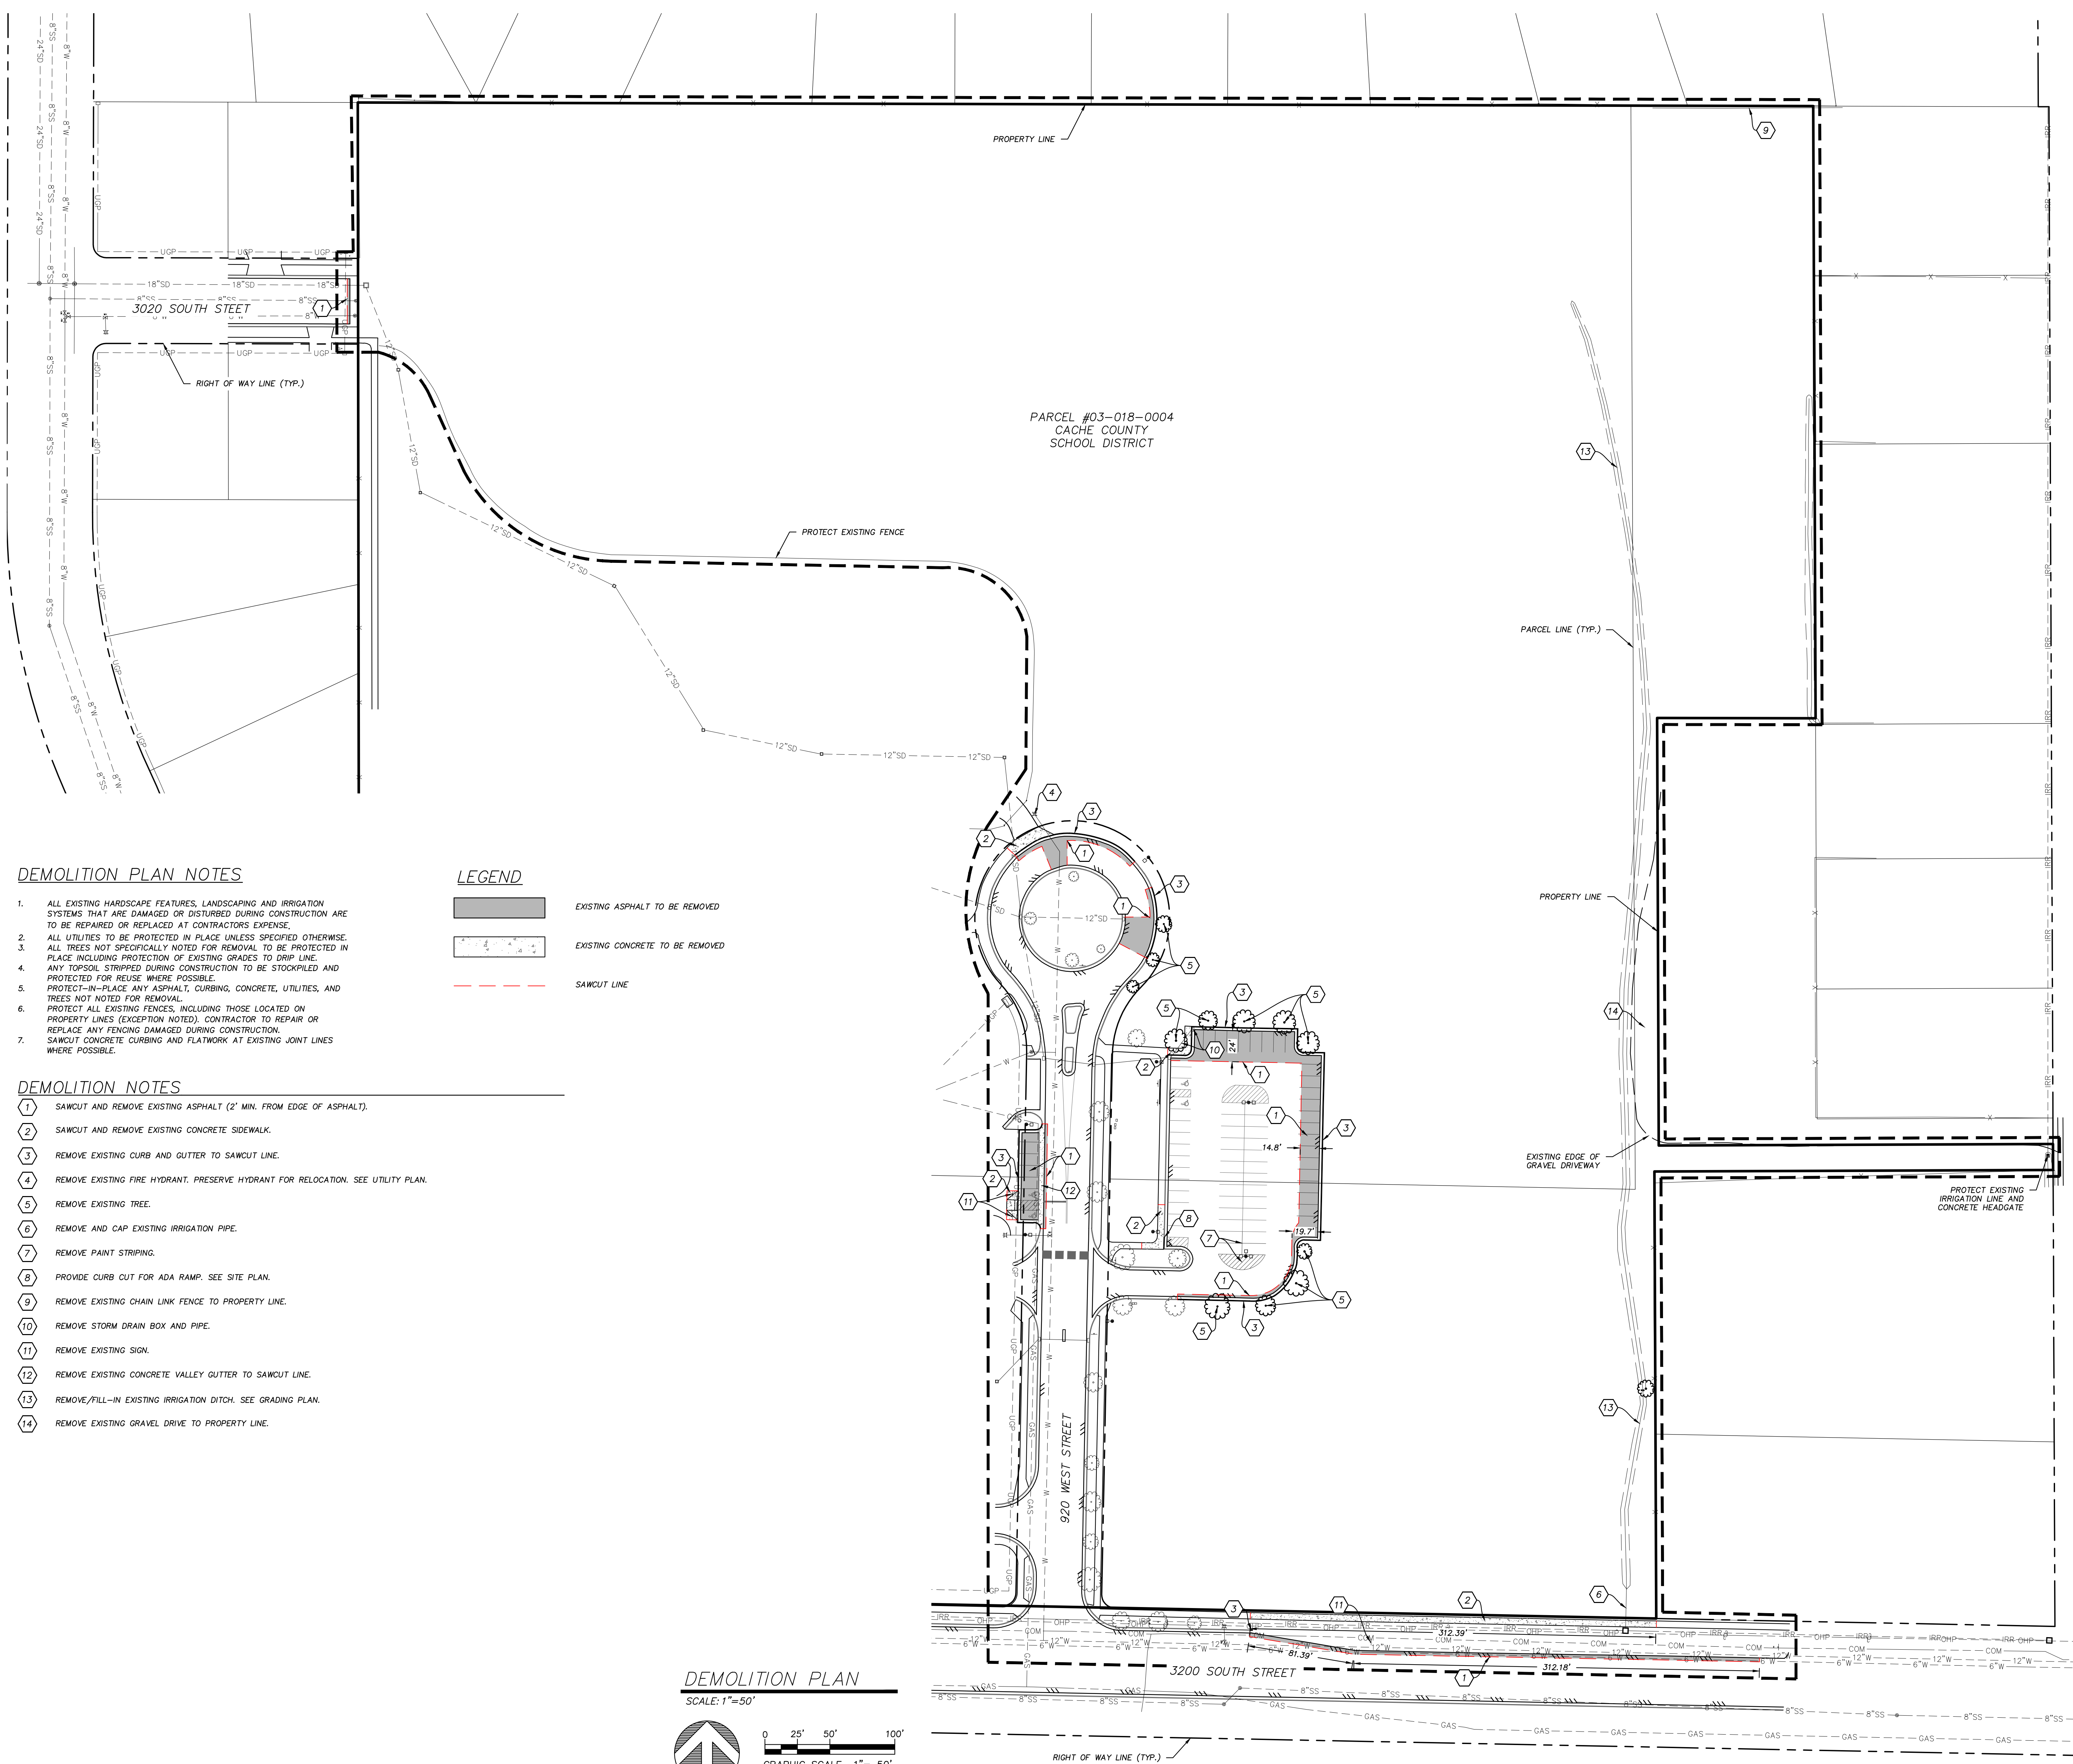 PROPERTY LINE
9
3020 SOUTH STEET
1
RIGHT OF WAY LINE (TYP.)
PARCEL #03-018-0004
CACHE COUNTY
SCHOOL DISTRICT
13
PROTECT EXISTING FENCE
PARCEL LINE (TYP.)
PROPERTY LINE
14
EXISTING EDGE OF
GRAVEL DRIVEWAY
PROTECT EXISTING
IRRIGATION LINE AND
CONCRETE HEADGATE
DEMOLITION PLAN NOTES
1. ALL EXISTING HARDSCAPE FEATURES, LANDSCAPING AND IRRIGATION
SYSTEMS THAT ARE DAMAGED OR DISTURBED DURING CONSTRUCTION ARE
TO BE REPAIRED OR REPLACED AT CONTRACTORS EXPENSE.
2. ALL UTILITIES TO BE PROTECTED IN PLACE UNLESS SPECIFIED OTHERWISE.
3. ALL TREES NOT SPECIFICALLY NOTED FOR REMOVAL TO BE PROTECTED IN
PLACE INCLUDING PROTECTION OF EXISTING GRADES TO DRIP LINE.
4. ANY TOPSOIL STRIPPED DURING CONSTRUCTION TO BE STOCKPILED AND
PROTECTED FOR REUSE WHERE POSSIBLE.
5. PROTECT-IN-PLACE ANY ASPHALT, CURBING, CONCRETE, UTILITIES, AND
TREES NOT NOTED FOR REMOVAL.
6. PROTECT ALL EXISTING FENCES, INCLUDING THOSE LOCATED ON
PROPERTY LINES (EXCEPTION NOTED). CONTRACTOR TO REPAIR OR
REPLACE ANY FENCING DAMAGED DURING CONSTRUCTION.
7. SAWCUT CONCRETE CURBING AND FLATWORK AT EXISTING JOINT LINES
WHERE POSSIBLE.
LEGEND
EXISTING ASPHALT TO BE REMOVED
EXISTING CONCRETE TO BE REMOVED
SAWCUT LINE
DEMOLITION NOTES
1 SAWCUT AND REMOVE EXISTING ASPHALT (2' MIN. FROM EDGE OF ASPHALT).
2 SAWCUT AND REMOVE EXISTING CONCRETE SIDEWALK.
3 REMOVE EXISTING CURB AND GUTTER TO SAWCUT LINE.
4 REMOVE EXISTING FIRE HYDRANT. PRESERVE HYDRANT FOR RELOCATION. SEE UTILITY PLAN.
5 REMOVE EXISTING TREE.
6 REMOVE AND CAP EXISTING IRRIGATION PIPE.
7 REMOVE PAINT STRIPING.
8 PROVIDE CURB CUT FOR ADA RAMP. SEE SITE PLAN.
9 REMOVE EXISTING CHAIN LINK FENCE TO PROPERTY LINE.
10 REMOVE STORM DRAIN BOX AND PIPE.
11 REMOVE EXISTING SIGN.
12 REMOVE EXISTING CONCRETE VALLEY GUTTER TO SAWCUT LINE.
13 REMOVE/FILL-IN EXISTING IRRIGATION DITCH. SEE GRADING PLAN.
14 REMOVE EXISTING GRAVEL DRIVE TO PROPERTY LINE.
24'
14.8'
19.7'
920 WEST STREET
13
6
312.39'
81.39'
312.18'
3200 SOUTH STREET
DEMOLITION PLAN
SCALE: 1"=50'
0 25' 50' 100'
RIGHT OF WAY LINE (TYP.)